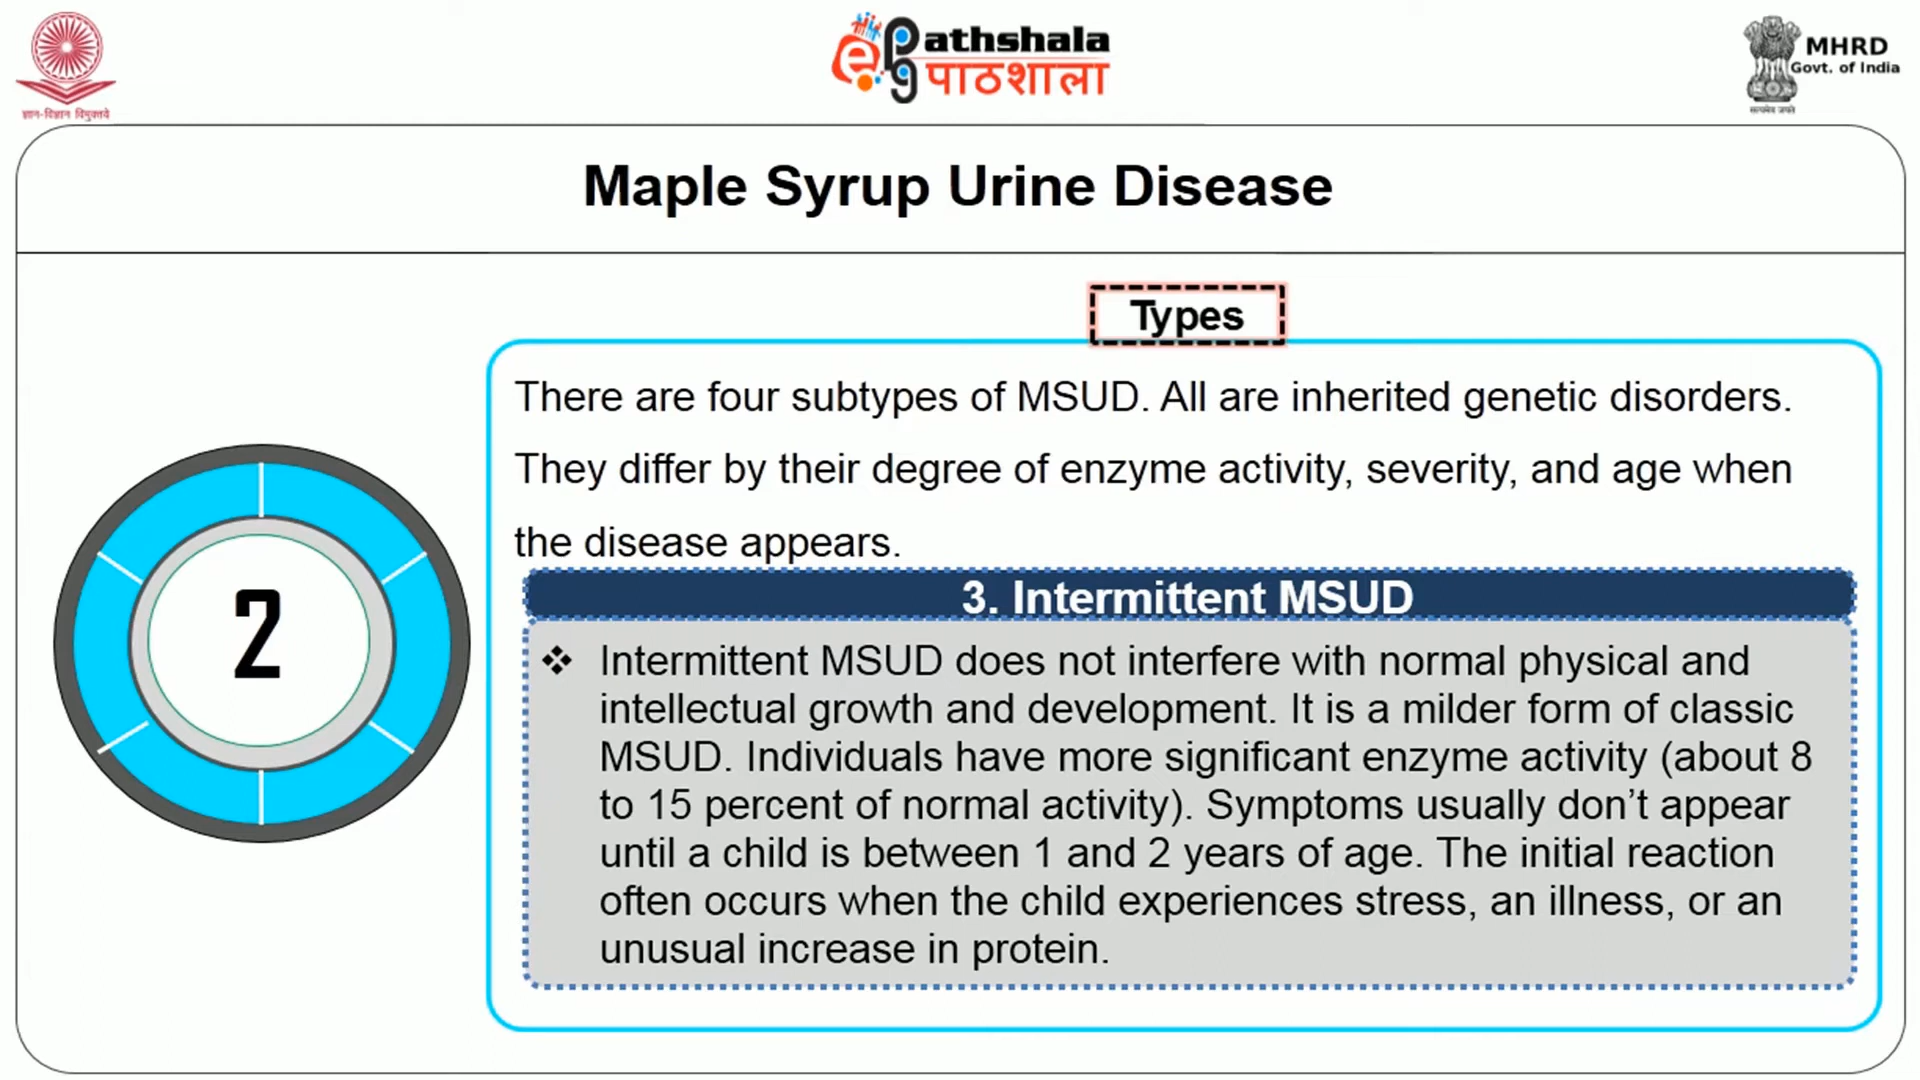 ज्ञान-विज्ञान विमुक्तये
ePG Pathshala
पाठशाला
MHRD
Govt. of India
सत्यमेव जयते
Maple Syrup Urine Disease
Types
There are four subtypes of MSUD. All are inherited genetic disorders.
They differ by their degree of enzyme activity, severity, and age when
the disease appears.
2
3. Intermittent MSUD
❖ Intermittent MSUD does not interfere with normal physical and
intellectual growth and development. It is a milder form of classic
MSUD. Individuals have more significant enzyme activity (about 8
to 15 percent of normal activity). Symptoms usually don’t appear
until a child is between 1 and 2 years of age. The initial reaction
often occurs when the child experiences stress, an illness, or an
unusual increase in protein.